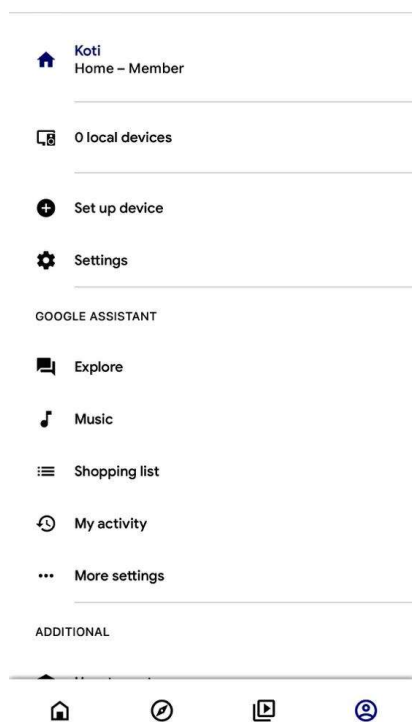 Koti
Home – Member
0 local devices
Set up device
Settings
GOOGLE ASSISTANT
Explore
Music
Shopping list
My activity
More settings
ADDITIONAL